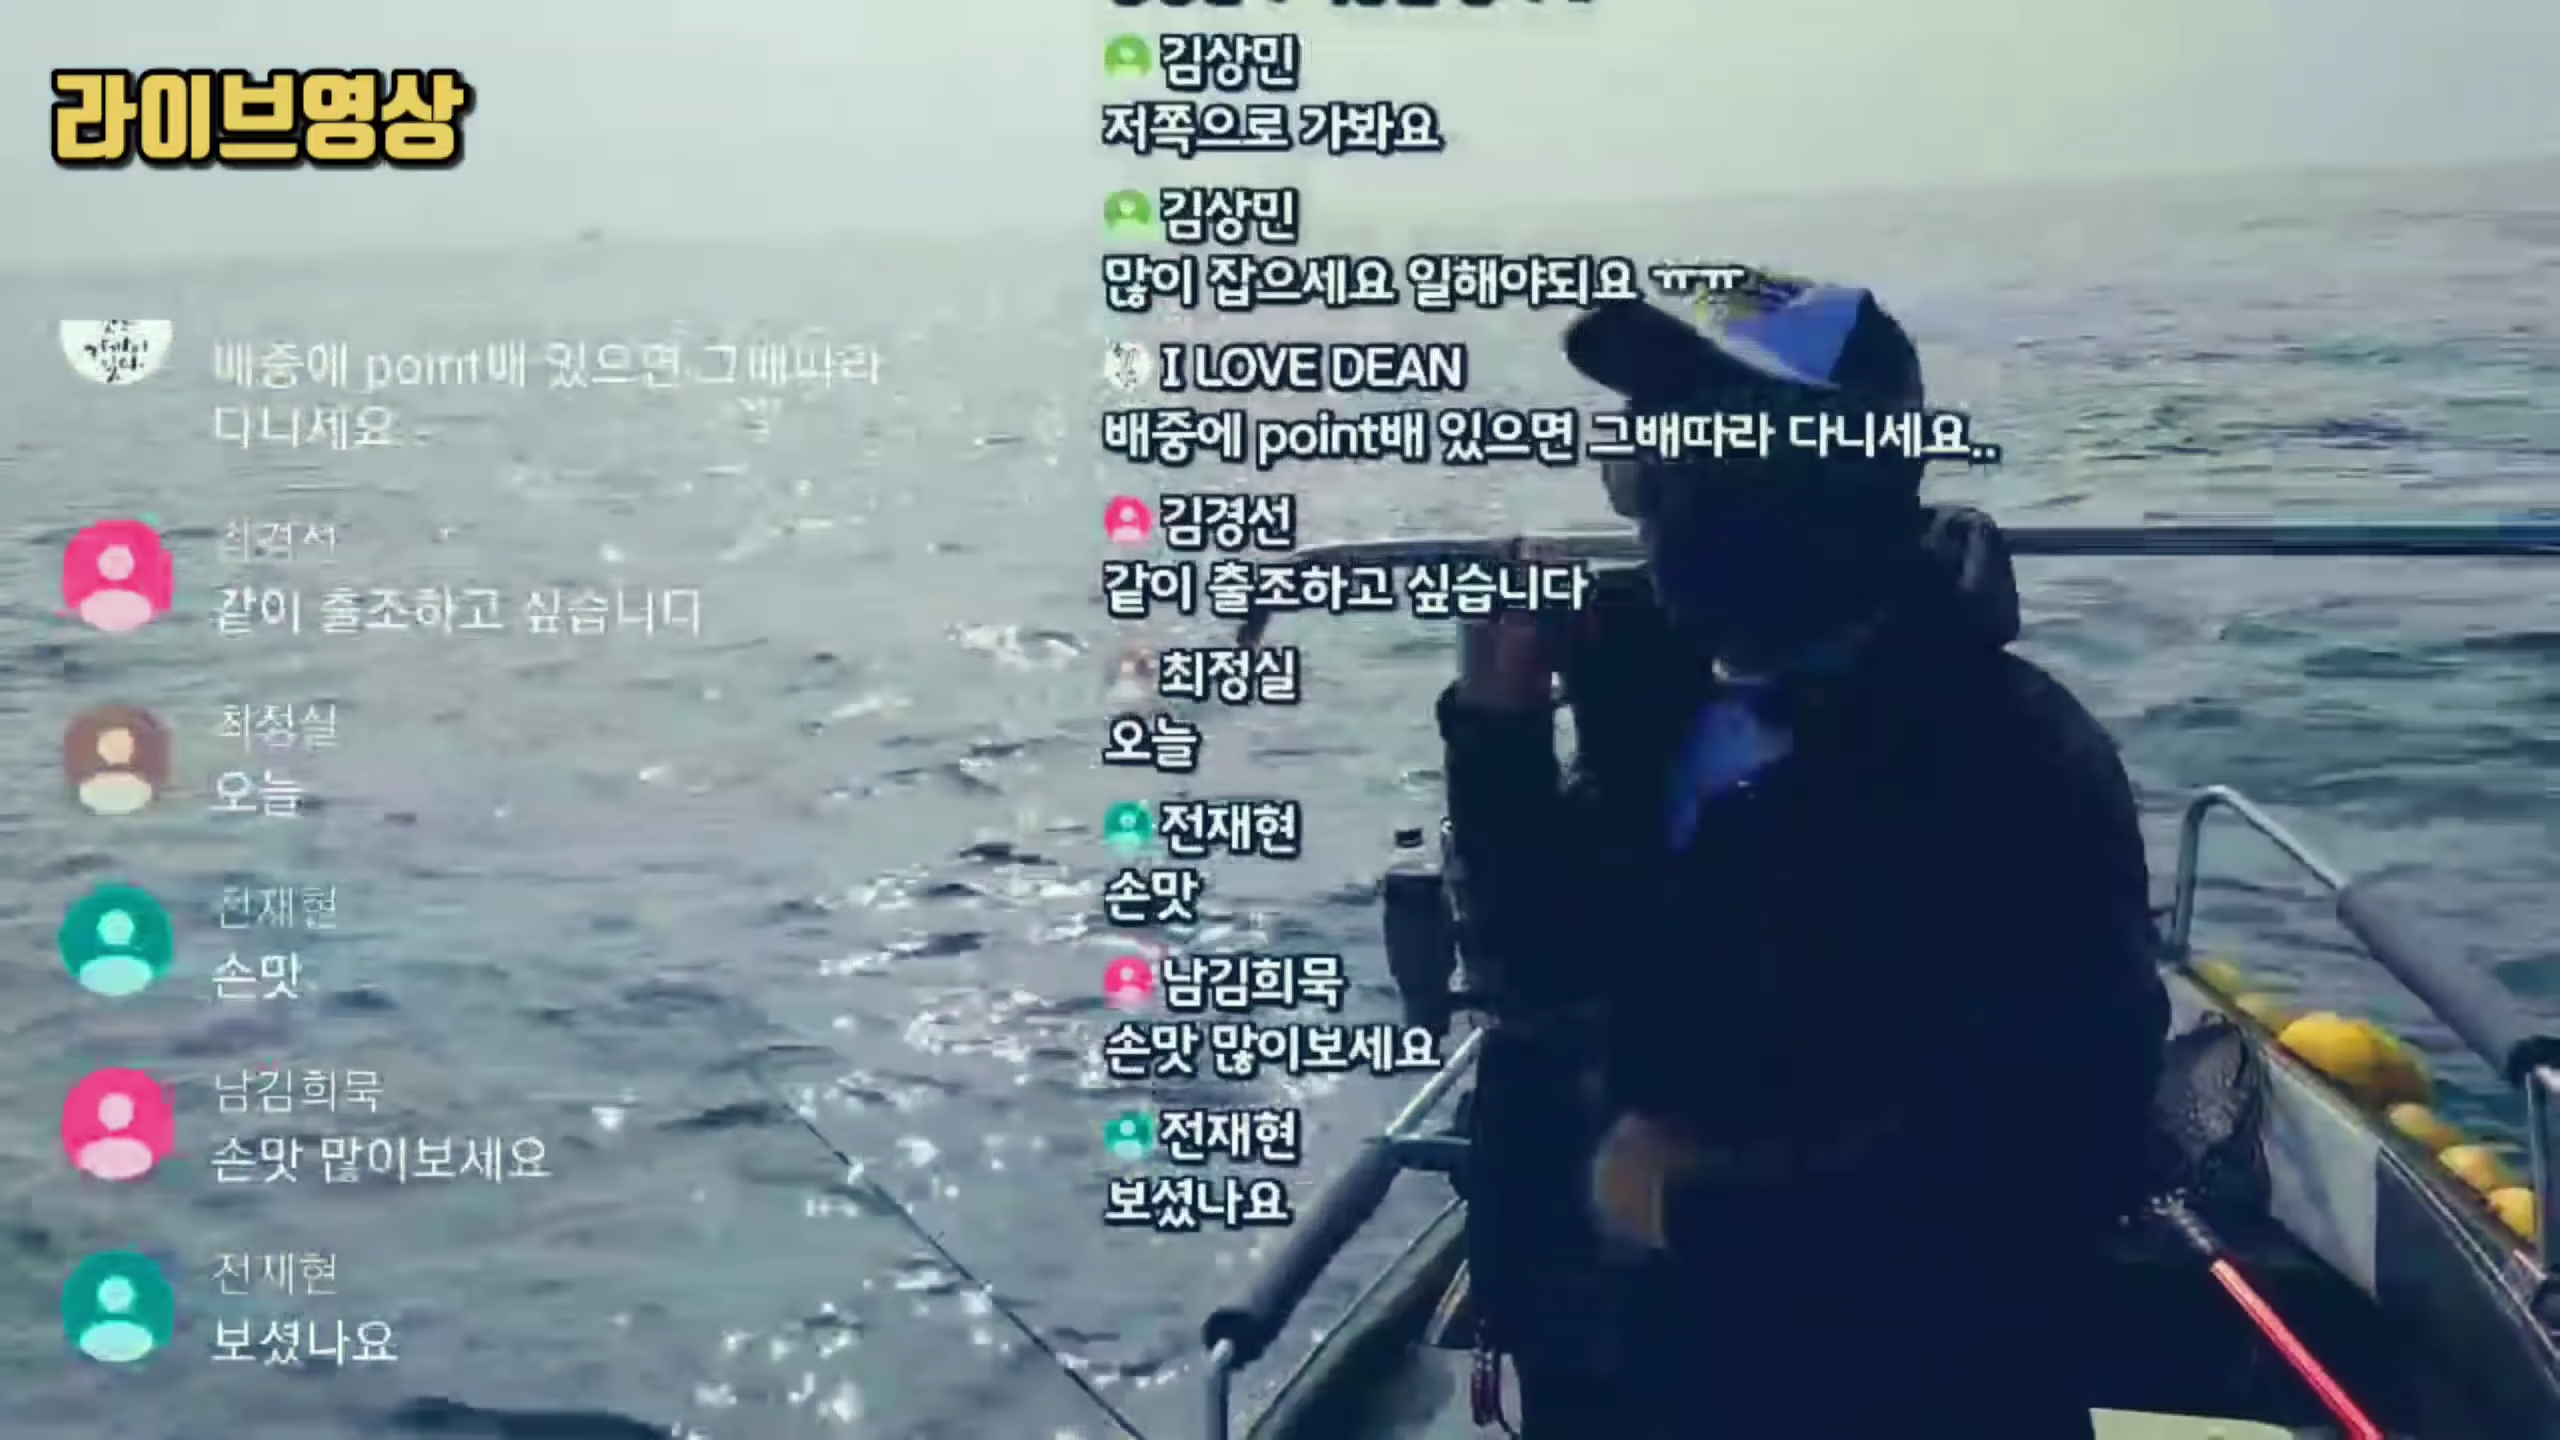 라이브영상
배중에 point배 있으면 그배따라
다니세요
같이 출조하고 싶습니다
최정실
오늘
전재현
손맛
남김희묵
손맛 많이보세요
전재현
보셨나요
김상민
저쪽으로 가봐요
김상민
많이 잡으세요 일해야되요 ㅠㅠ
I LOVE DEAN
배중에 point배 있으면 그배따라 다니세요..
김경선
같이 출조하고 싶습니다
최정실
오늘
전재현
손맛
남김희묵
손맛 많이보세요
전재현
보셨나요